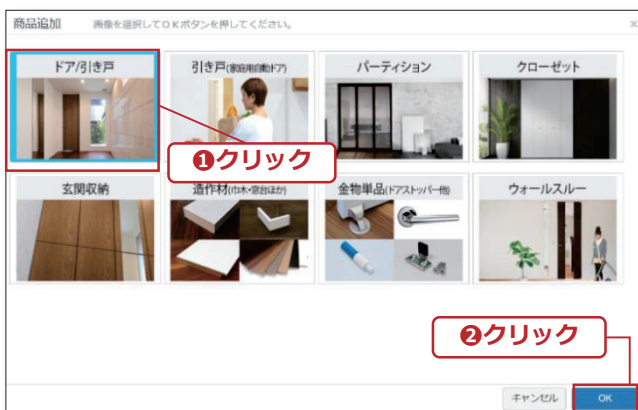 商品追加 画像を選択してOKボタンを押してください。
ドア/引き戸
引き戸(家庭用自動ドア)
パーティション
クローゼット
❶クリック
玄関収納
造作材(巾木・窓台ほか)
金物単品(ドアストッパー他)
ウォールスルー
❷クリック
キャンセル
OK